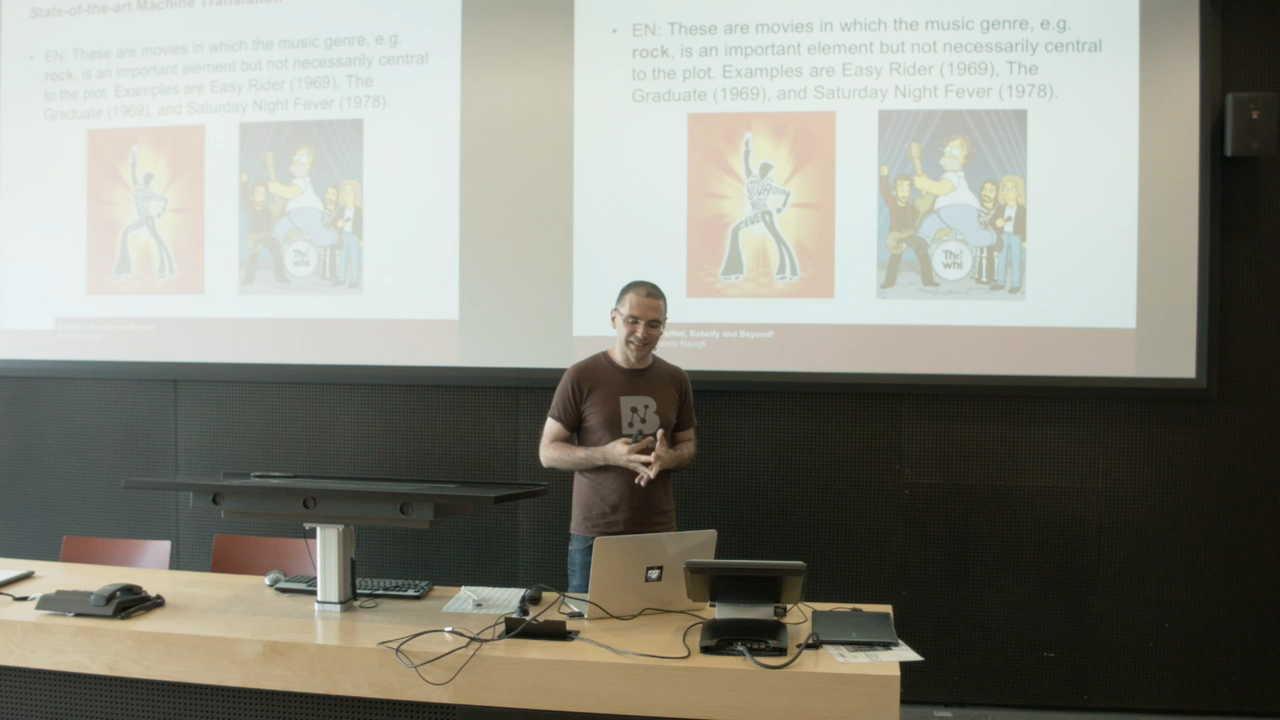 State-of-the-art Machine Translation
• EN: These are movies in which the music genre, e.g.
rock, is an important element but not necessarily central
to the plot. Examples are Easy Rider (1969), The
Graduate (1969), and Saturday Night Fever (1978).
The
who
• EN: These are movies in which the music genre, e.g.
rock, is an important element but not necessarily central
to the plot. Examples are Easy Rider (1969), The
Graduate (1969), and Saturday Night Fever (1978).
FEVER
The
who
Babelfy and Beyond!
B
N